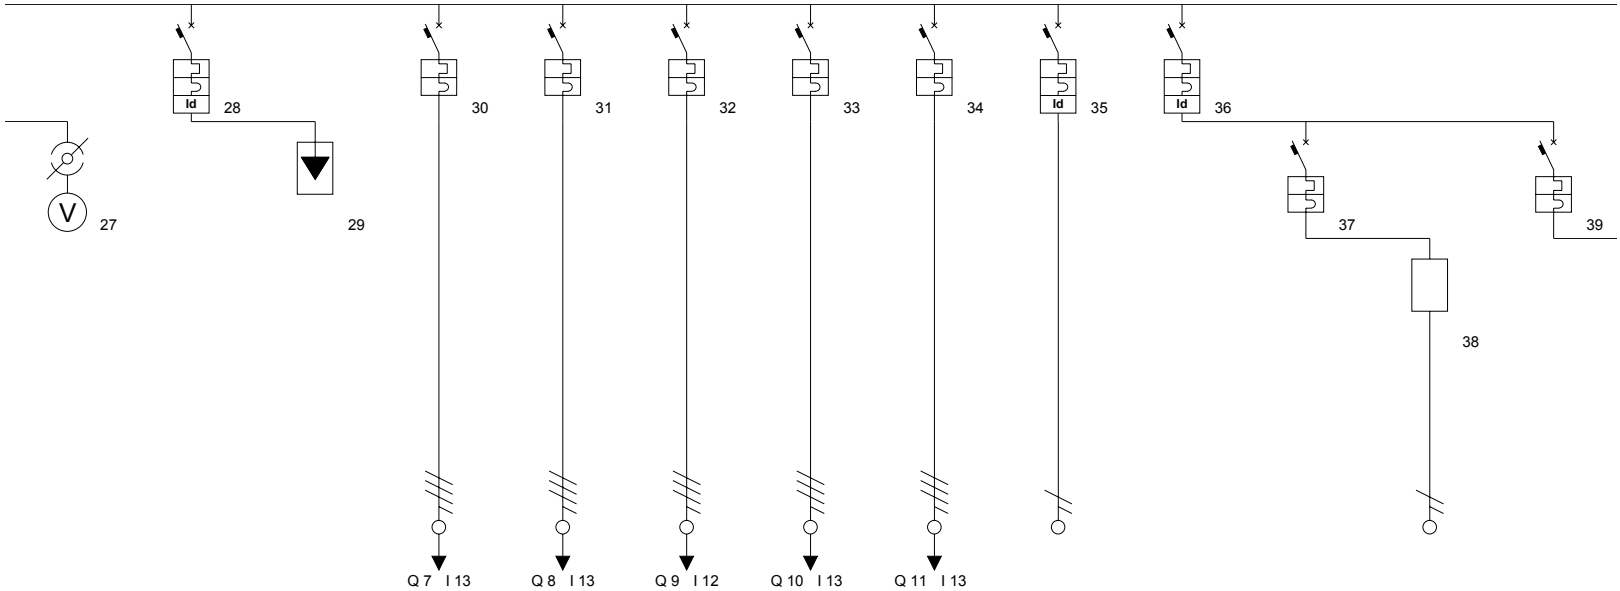 Id 28 30 31 32 33 34 Id 35 Id 36
V 27 29 37 39
38
Q 7 I 13 Q 8 I 13 Q 9 I 12 Q 10 I 13 Q 11 I 13